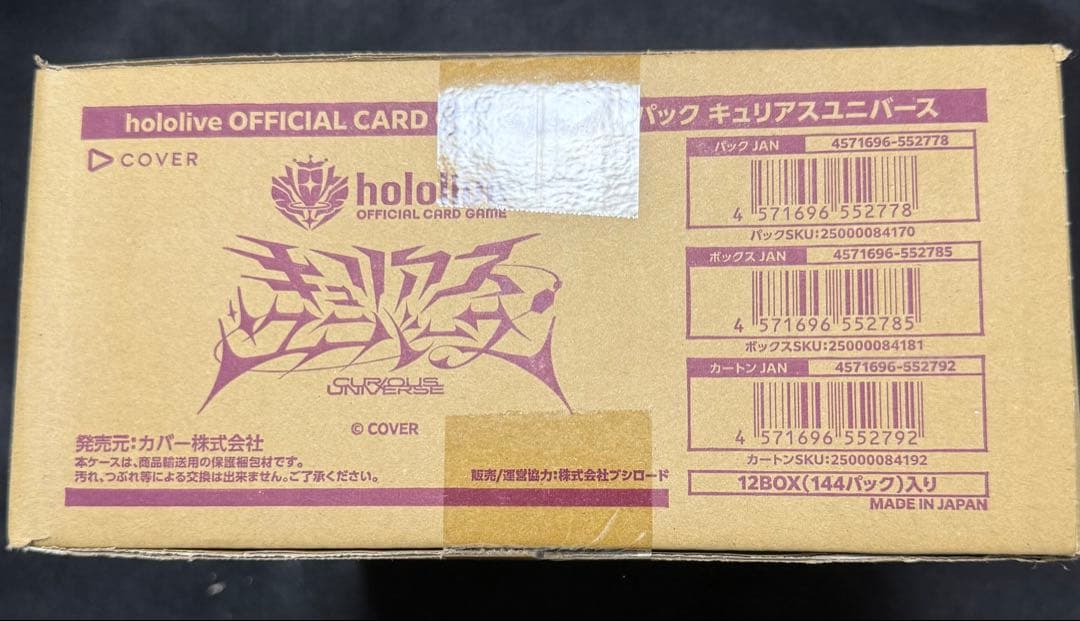 hololive OFFICIAL CARD パック キュリアスユニバース
COVER
hololive
OFFICIAL CARD GAME
キュリアス
ユニバース
CURIOUS
UNIVERSE
© COVER
発売元:カバー株式会社
本ケースは、商品輸送用の保護梱包材です。
汚れ、つぶれ等による交換は出来ません。ご了承ください。
販売/運営協力:株式会社ブシロード
パック JAN 4571696-552778
4 571696 552778
パックSKU:25000084170
ボックス JAN 4571696-552785
4 571696 552785
ボックスSKU:25000084181
カートン JAN 4571696-552792
4 571696 552792
カートンSKU:25000084192
12BOX(144パック)入り
MADE IN JAPAN